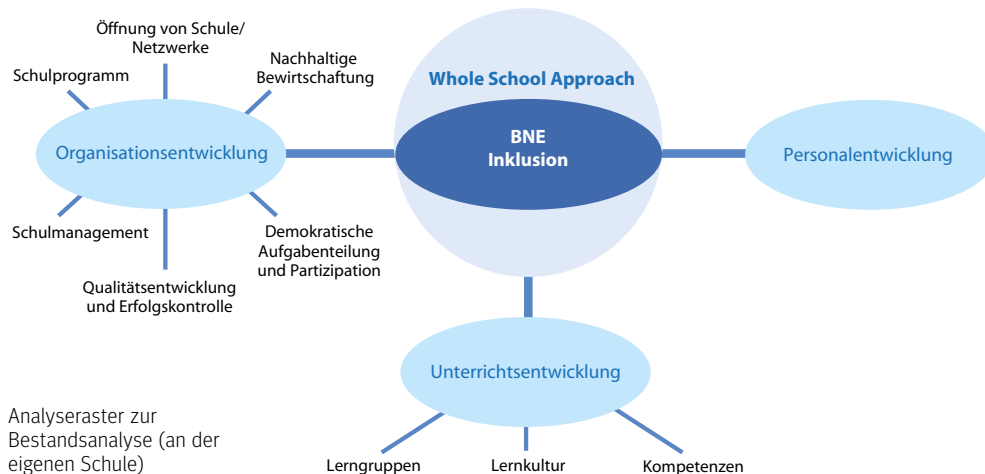 Öffnung von Schule/
Netzwerke
Schulprogramm
Nachhaltige
Bewirtschaftung
Organisationsentwicklung
Schulmanagement
Demokratische
Aufgabenteilung
und Partizipation
Qualitätsentwicklung
und Erfolgskontrolle
Whole School Approach
BNE
Inklusion
Personalentwicklung
Unterrichtsentwicklung
Lerngruppen
Lernkultur
Kompetenzen
Analyseraster zur
Bestandsanalyse (an der
eigenen Schule)